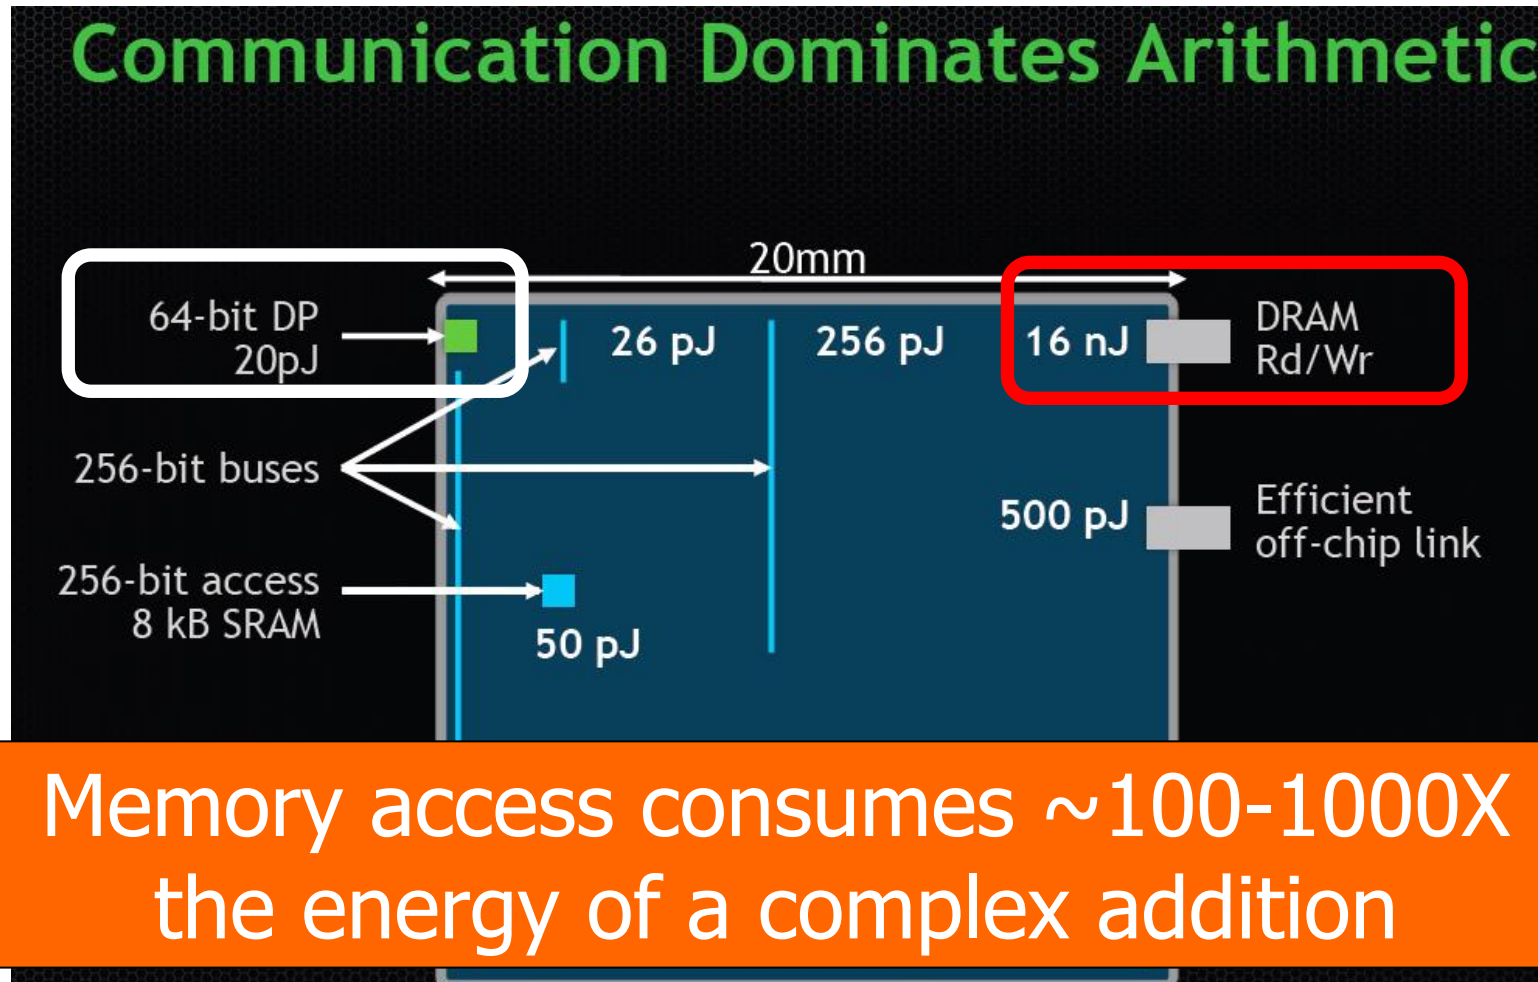 Communication Dominates Arithmetic
20mm
64-bit DP
20pJ
26 pJ
256 pJ
16 nJ
DRAM
Rd/Wr
256-bit buses
500 pJ
Efficient
off-chip link
256-bit access
8 kB SRAM
50 pJ
Memory access consumes ~100-1000X
the energy of a complex addition